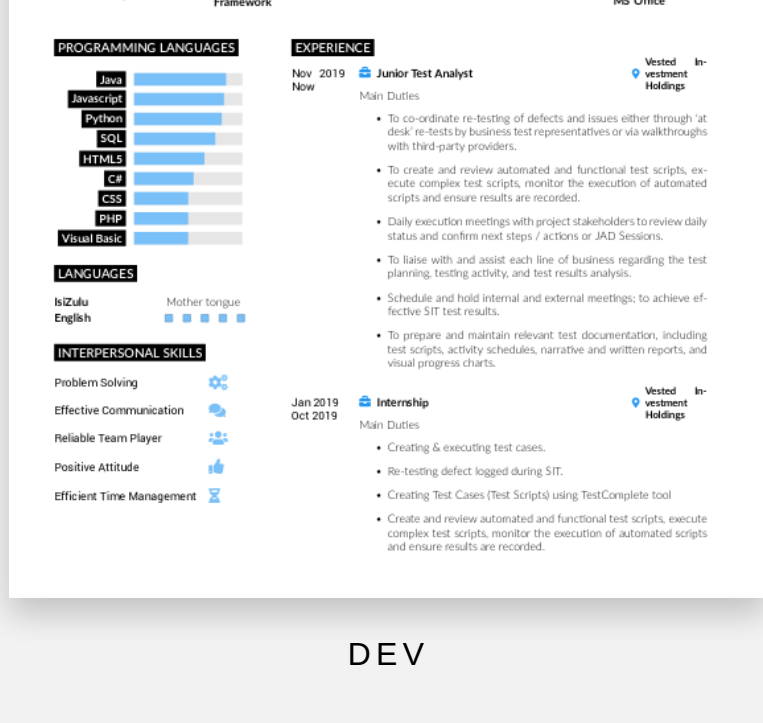 Framework
MS Office
PROGRAMMING LANGUAGES
Java
Javascript
Python
SQL
HTML5
C#
CSS
PHP
Visual Basic
LANGUAGES
IsiZulu Mother tongue
English
INTERPERSONAL SKILLS
Problem Solving
Effective Communication
Reliable Team Player
Positive Attitude
Efficient Time Management
EXPERIENCE
Nov 2019
Now
Junior Test Analyst
Vested In-
vestment
Holdings
Main Duties
• To co-ordinate re-testing of defects and issues either through ‘at
desk’ re-tests by business test representatives or via walkthroughs
with third-party providers.
• To create and review automated and functional test scripts, ex-
ecute complex test scripts, monitor the execution of automated
scripts and ensure results are recorded.
• Daily execution meetings with project stakeholders to review daily
status and confirm next steps / actions or JAD Sessions.
• To liaise with and assist each line of business regarding the test
planning, testing activity, and test results analysis.
• Schedule and hold internal and external meetings; to achieve ef-
fective SIT test results.
• To prepare and maintain relevant test documentation, including
test scripts, activity schedules, narrative and written reports, and
visual progress charts.
Jan 2019
Oct 2019
Internship
Vested In-
vestment
Holdings
Main Duties
• Creating & executing test cases.
• Re-testing defect logged during SIT.
• Creating Test Cases (Test Scripts) using TestComplete tool
• Create and review automated and functional test scripts, execute
complex test scripts, monitor the execution of automated scripts
and ensure results are recorded.
DEV